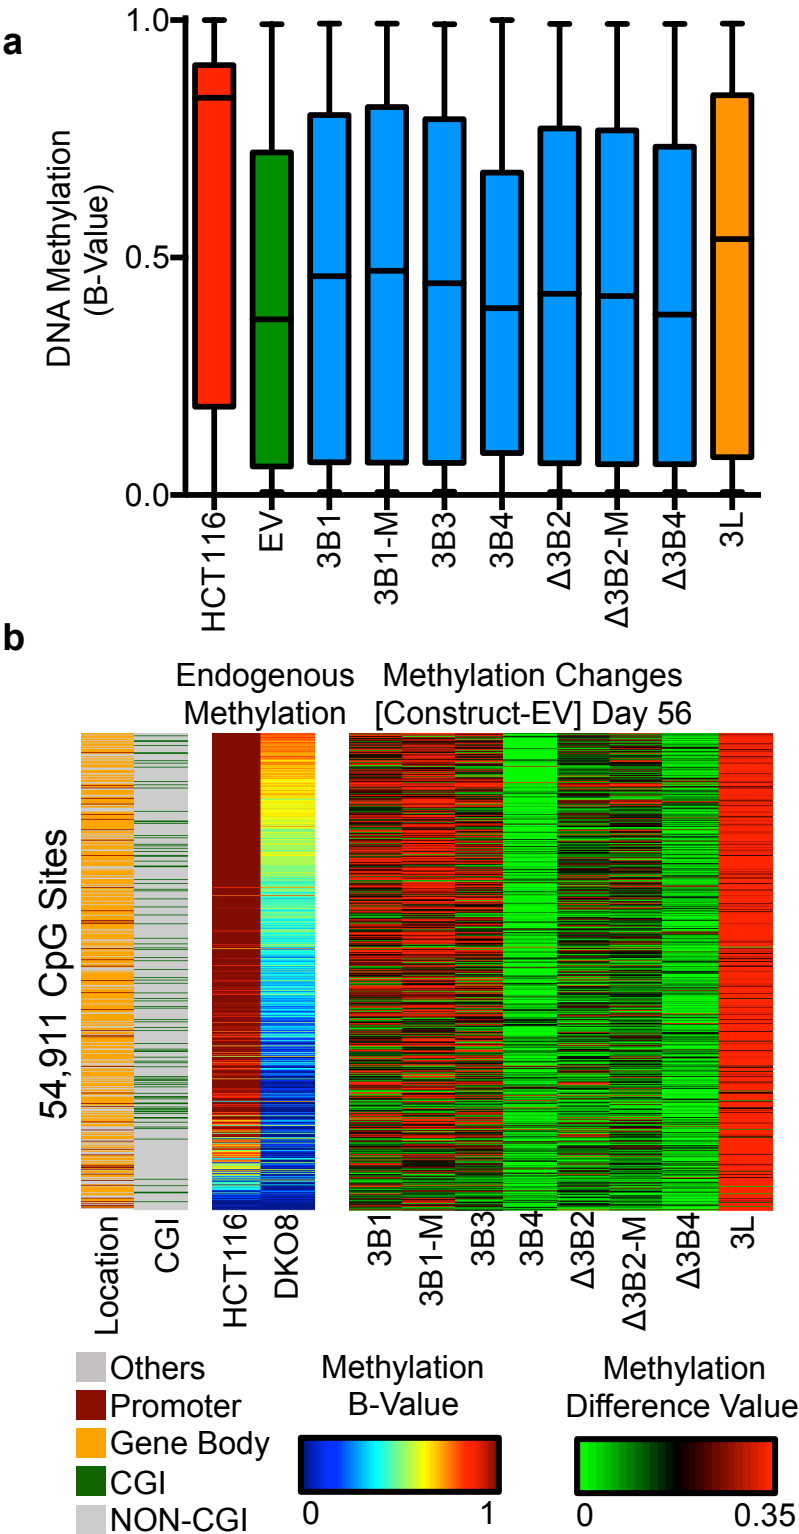 a
DNA Methylation
(B-Value)
1.0
0.5
0.0
HCT116
EV
3B1
3B1-M
3B3
3B4
Δ3B2
Δ3B2-M
Δ3B4
3L
b
Endogenous
Methylation
Methylation Changes
[Construct-EV] Day 56
54,911 CpG Sites
Location
CGI
HCT116
DKO8
3B1
3B1-M
3B3
3B4
Δ3B2
Δ3B2-M
Δ3B4
3L
Others
Promoter
Gene Body
CGI
NON-CGI
Methylation
B-Value
0 1
Methylation
Difference Value
0 0.35